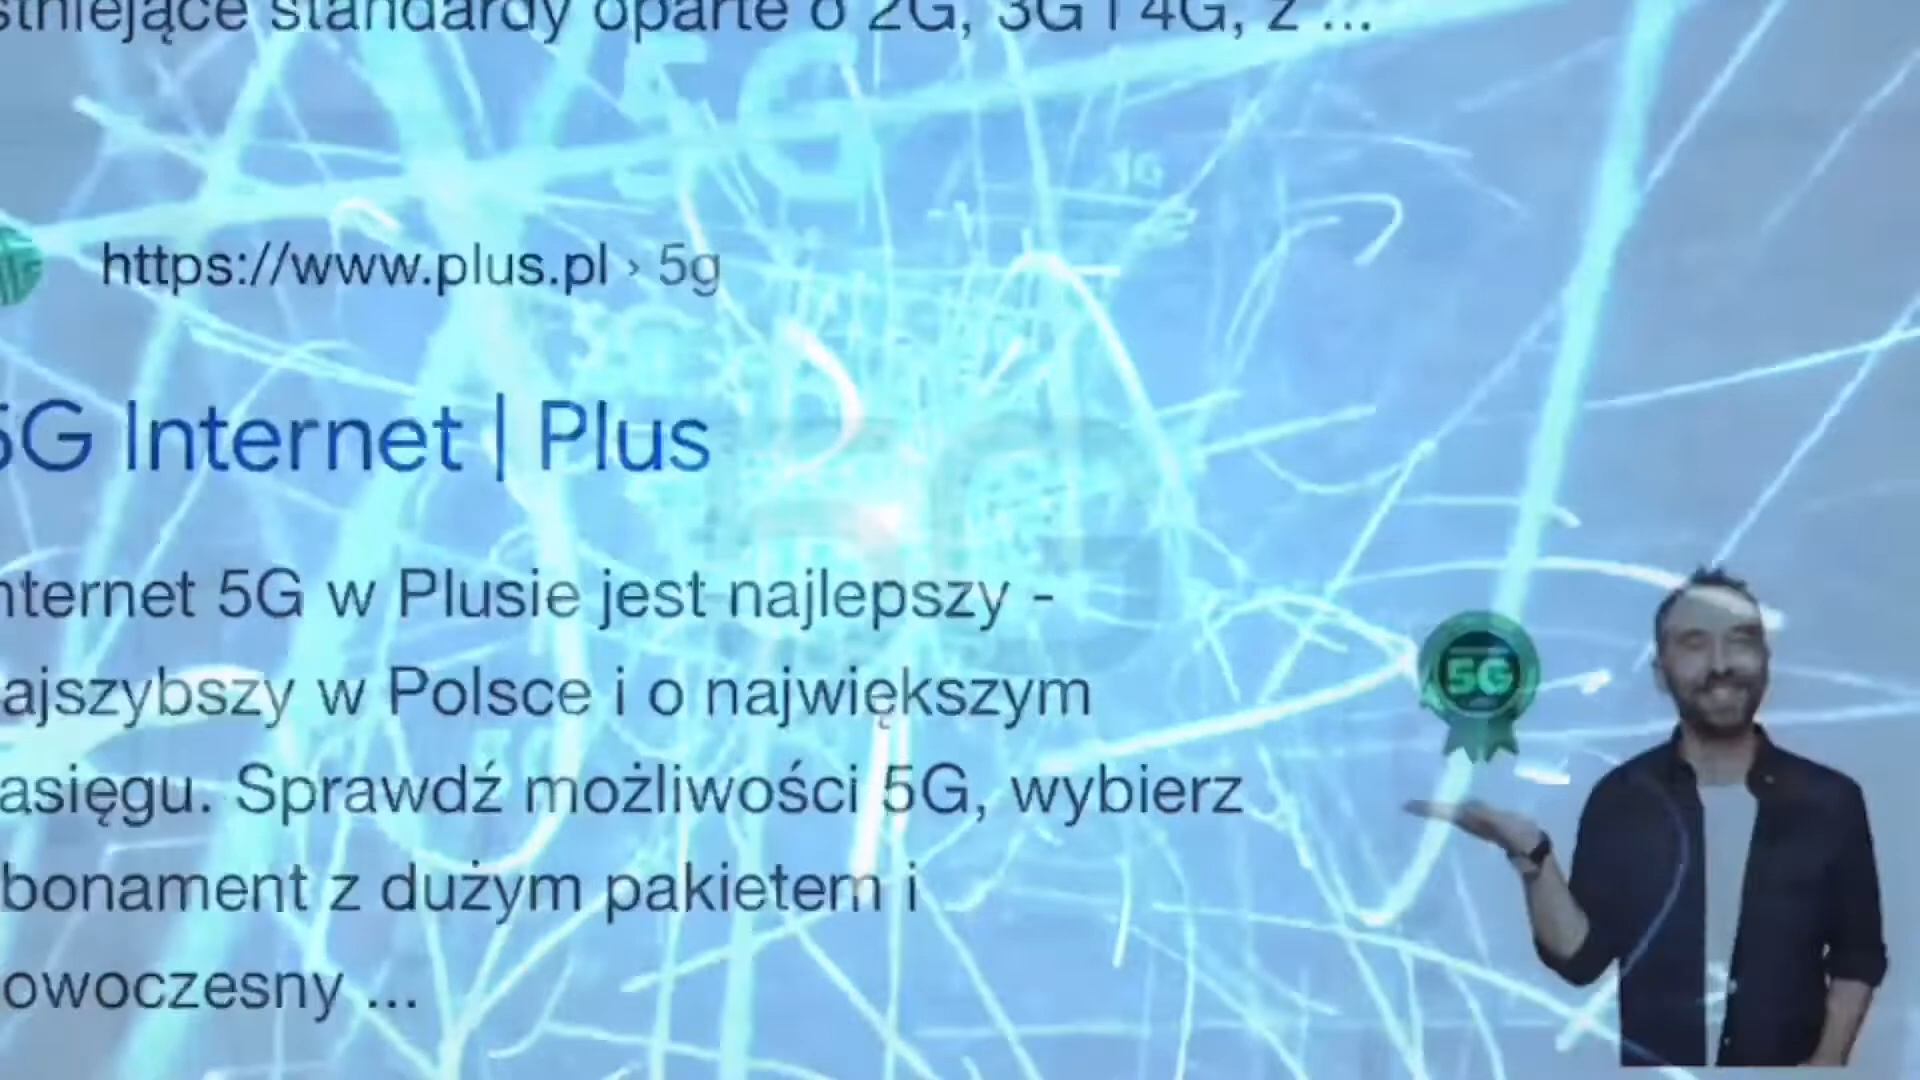 stniejące standardy oparte o 2G, 3G i 4G, z ...
5G
https://www.plus.pl › 5g
5G Internet | Plus
nternet 5G w Plusie jest najlepszy -
ajszybszy w Polsce i o największym
asięgu. Sprawdź możliwości 5G, wybierz
5G
bonament z dużym pakietem i
owoczesny ...